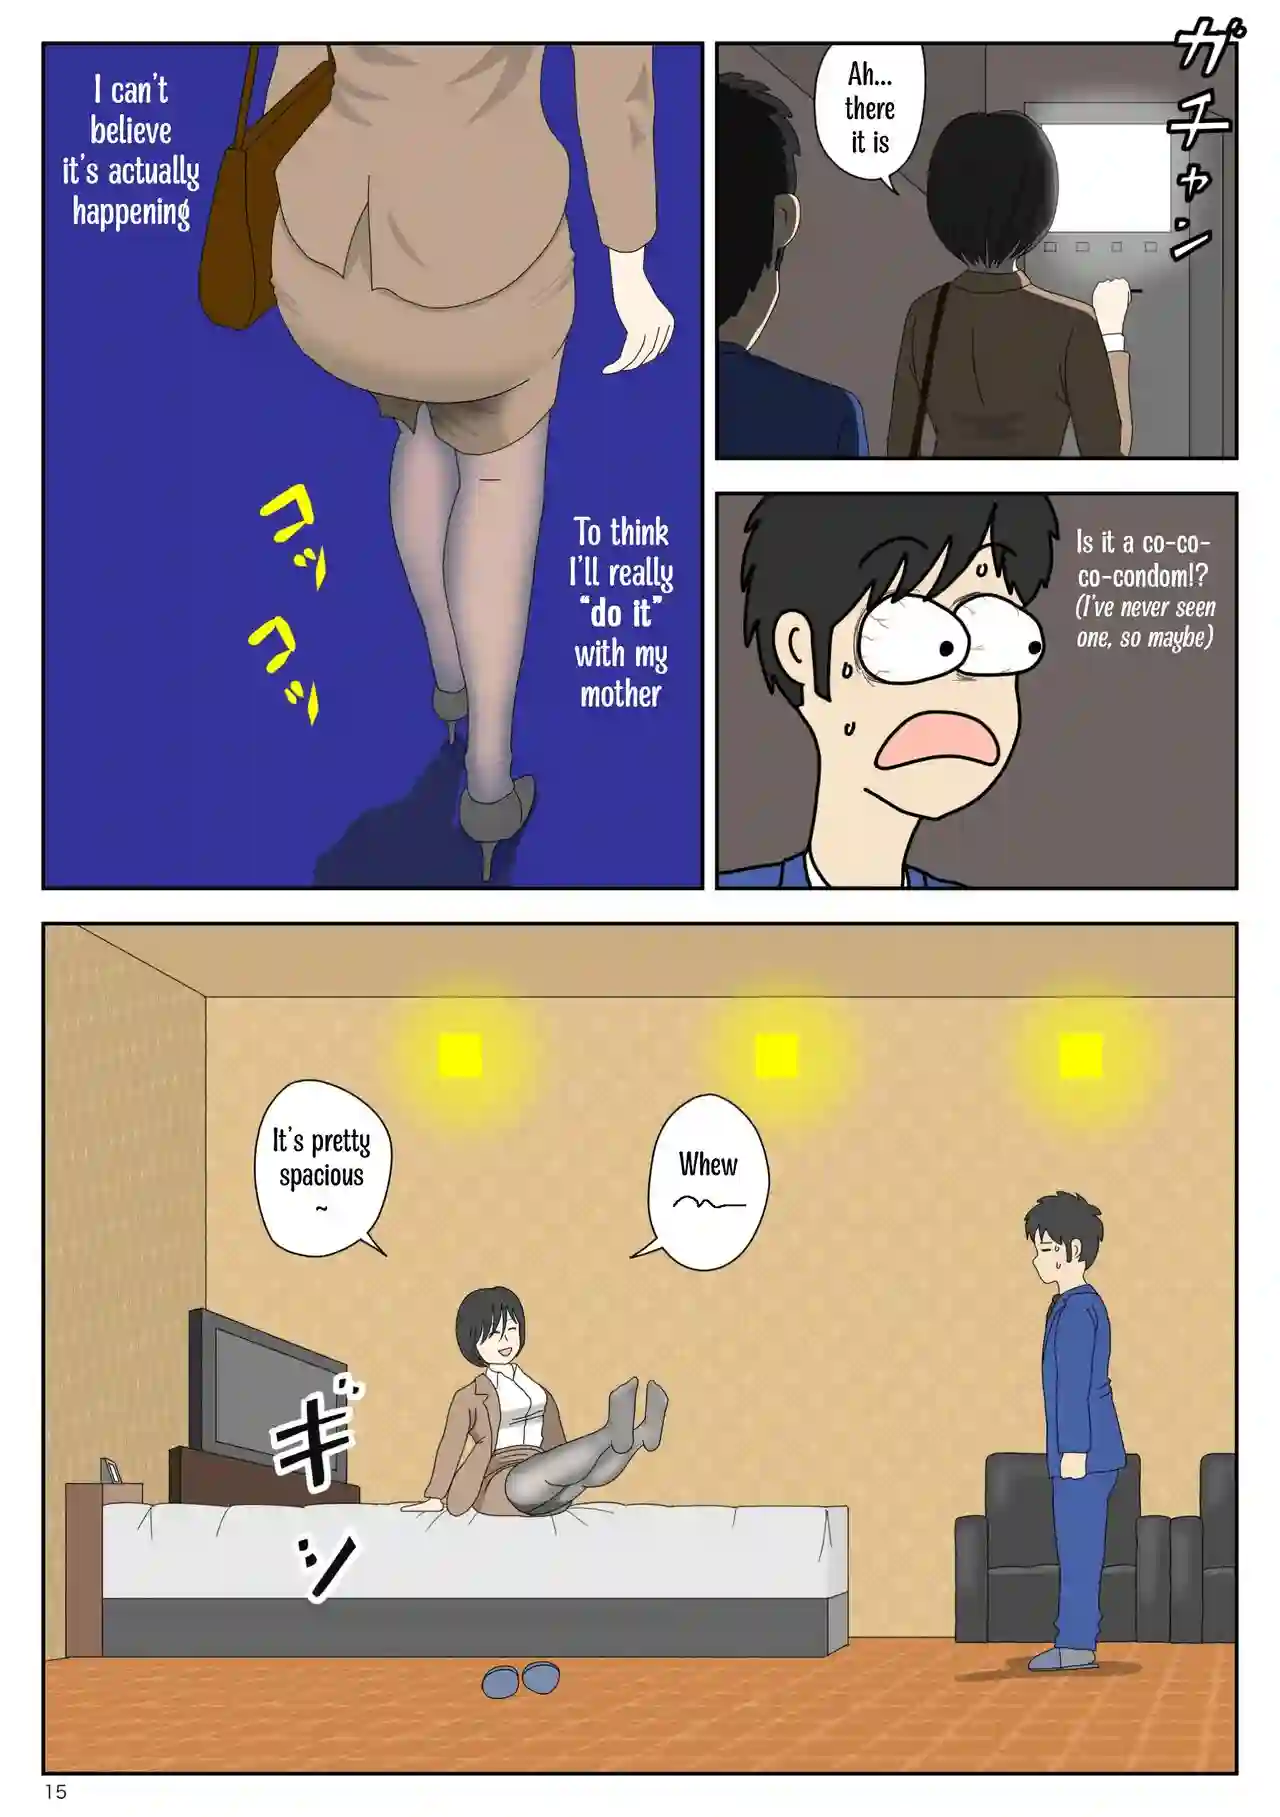 ガチャン
Ah...
there
it is
Is it a co-co-
co-condom!?
(I've never seen
one, so maybe)
I can't
believe
it's actually
happening
コッ
コッ
To think
I'll really
"do it"
with my
mother
Whew
It's pretty
spacious
~
ギシ
15